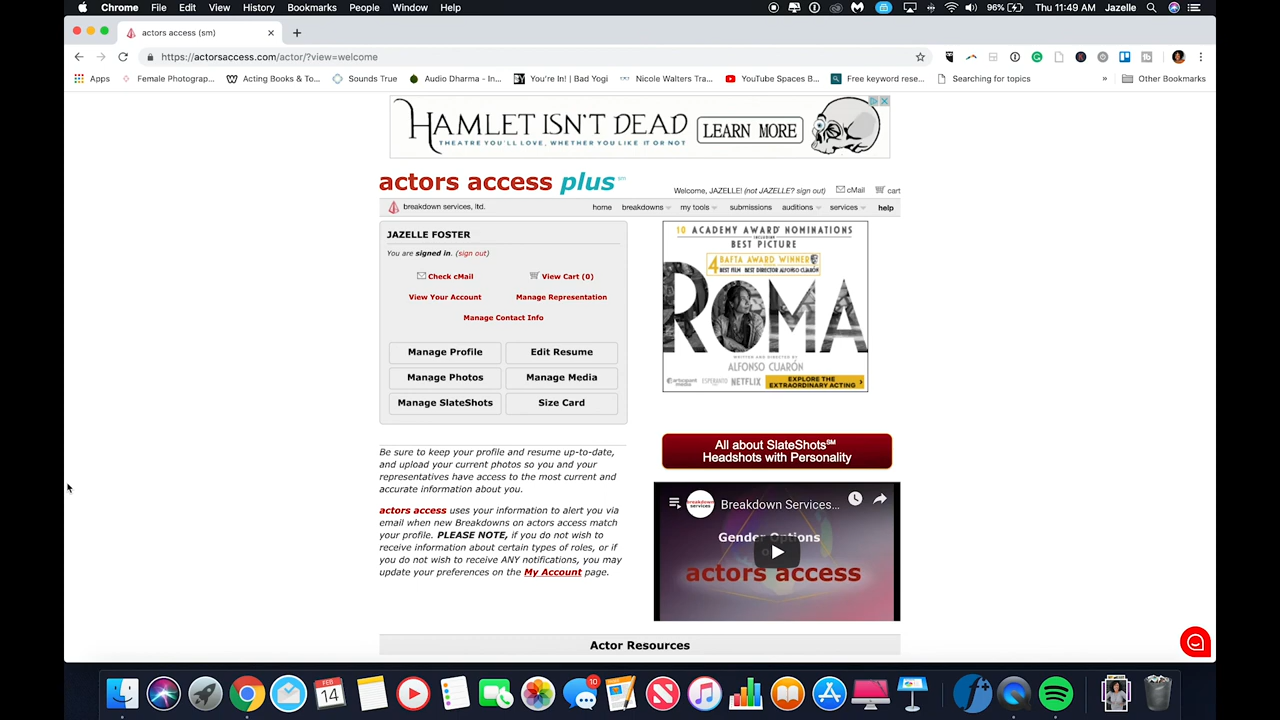 Chrome File Edit View History Bookmarks People Window Help 96% Thu 11:49 AM Jazelle
actors access (sm)
https://actorsaccess.com/actor/?view=welcome
Apps Female Photograp... Acting Books & To... Sounds True Audio Dharma - In... You're In! | Bad Yogi Nicole Walters Tra... YouTube Spaces B... Free keyword rese... Searching for topics » Other Bookmarks
HAMLET ISN'T DEAD LEARN MORE
THEATRE YOU'LL LOVE, WHETHER YOU LIKE IT OR NOT
actors access plus sm
Welcome, JAZELLE! (not JAZELLE? sign out) cMail cart
breakdown services, ltd. home breakdowns my tools submissions auditions services help
JAZELLE FOSTER
You are signed in. (sign out)
Check cMail View Cart (0)
View Your Account Manage Representation
Manage Contact Info
Manage Profile Edit Resume
Manage Photos Manage Media
Manage SlateShots Size Card
10 ACADEMY AWARD NOMINATIONS
INCLUDING
BEST PICTURE
4 BAFTA AWARD WINNER
BEST FILM BEST DIRECTOR ALFONSO CUARÓN
ROMA
WRITTEN AND DIRECTED BY
ALFONSO CUARÓN
participant media ESPERANTO NETFLIX EXPLORE THE
EXTRAORDINARY ACTING
Be sure to keep your profile and resume up-to-date,
and upload your current photos so you and your
representatives have access to the most current and
accurate information about you.
actors access uses your information to alert you via
email when new Breakdowns on actors access match
your profile. PLEASE NOTE, if you do not wish to
receive information about certain types of roles, or if
you do not wish to receive ANY notifications, you may
update your preferences on the My Account page.
All about SlateShots℠
Headshots with Personality
breakdown
services
Breakdown Services...
Gender Options
actors access
Actor Resources
FEB
14
10